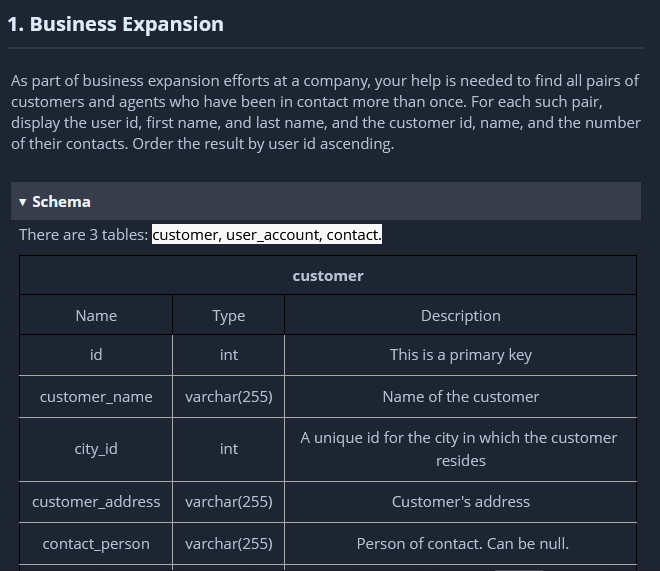 1. Business Expansion
As part of business expansion efforts at a company, your help is needed to find all pairs of
customers and agents who have been in contact more than once. For each such pair,
display the user id, first name, and last name, and the customer id, name, and the number
of their contacts. Order the result by user id ascending.
▾ Schema
There are 3 tables: customer, user_account, contact.
customer
Name Type Description
id int This is a primary key
customer_name varchar(255) Name of the customer
city_id int A unique id for the city in which the customer
resides
customer_address varchar(255) Customer's address
contact_person varchar(255) Person of contact. Can be null.